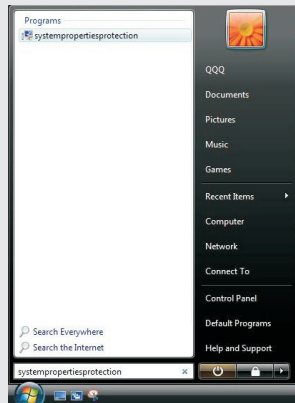 Programs
systempropertiesprotection
Search Everywhere
Search the Internet
systempropertiesprotection
QQQ
Documents
Pictures
Music
Games
Recent Items
Computer
Network
Connect To
Control Panel
Default Programs
Help and Support